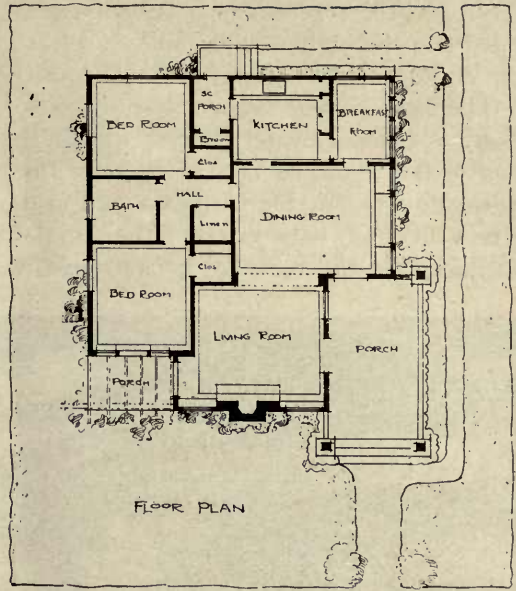 SC
PORCH
BED ROOM
KITCHEN
BREAKFAST
ROOM
Broom
Clos
BATH
HALL
Linen
DINING ROOM
Clos
BED ROOM
LIVING ROOM
PORCH
PORCH
FLOOR PLAN